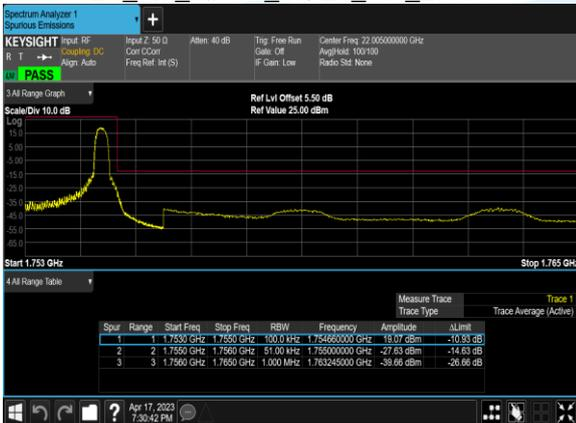 Spectrum Analyzer 1
Spurious Emissions
+
KEYSIGHT Input: RF Input Z: 50 Ω Atten: 40 dB Trig: Free Run Center Freq: 22.005000000 GHz
R T Coupling: DC Corr CCorr Gate: Off Avg|Hold: 100/100
Align: Auto Freq Ref: Int (S) IF Gain: Low Radio Std: None
PASS
3 All Range Graph
Ref Lvl Offset 5.50 dB
Scale/Div 10.0 dB Ref Value 25.00 dBm
Log
15.0
5.00
-5.00
-15.0
-25.0
-35.0
-45.0
-55.0
-65.0
Start 1.753 GHz Stop 1.765 GHz
4 All Range Table
Measure Trace Trace 1
Trace Type Trace Average (Active)
Spur Range Start Freq Stop Freq RBW Frequency Amplitude ΔLimit
1 1 1.7530 GHz 1.7550 GHz 100.0 kHz 1.754660000 GHz 19.07 dBm -10.93 dB
2 2 1.7550 GHz 1.7560 GHz 51.00 kHz 1.755000000 GHz -27.63 dBm -14.63 dB
3 3 1.7560 GHz 1.7650 GHz 1.000 MHz 1.763245000 GHz -39.66 dBm -26.66 dB
? Apr 17, 2023
7:30:42 PM